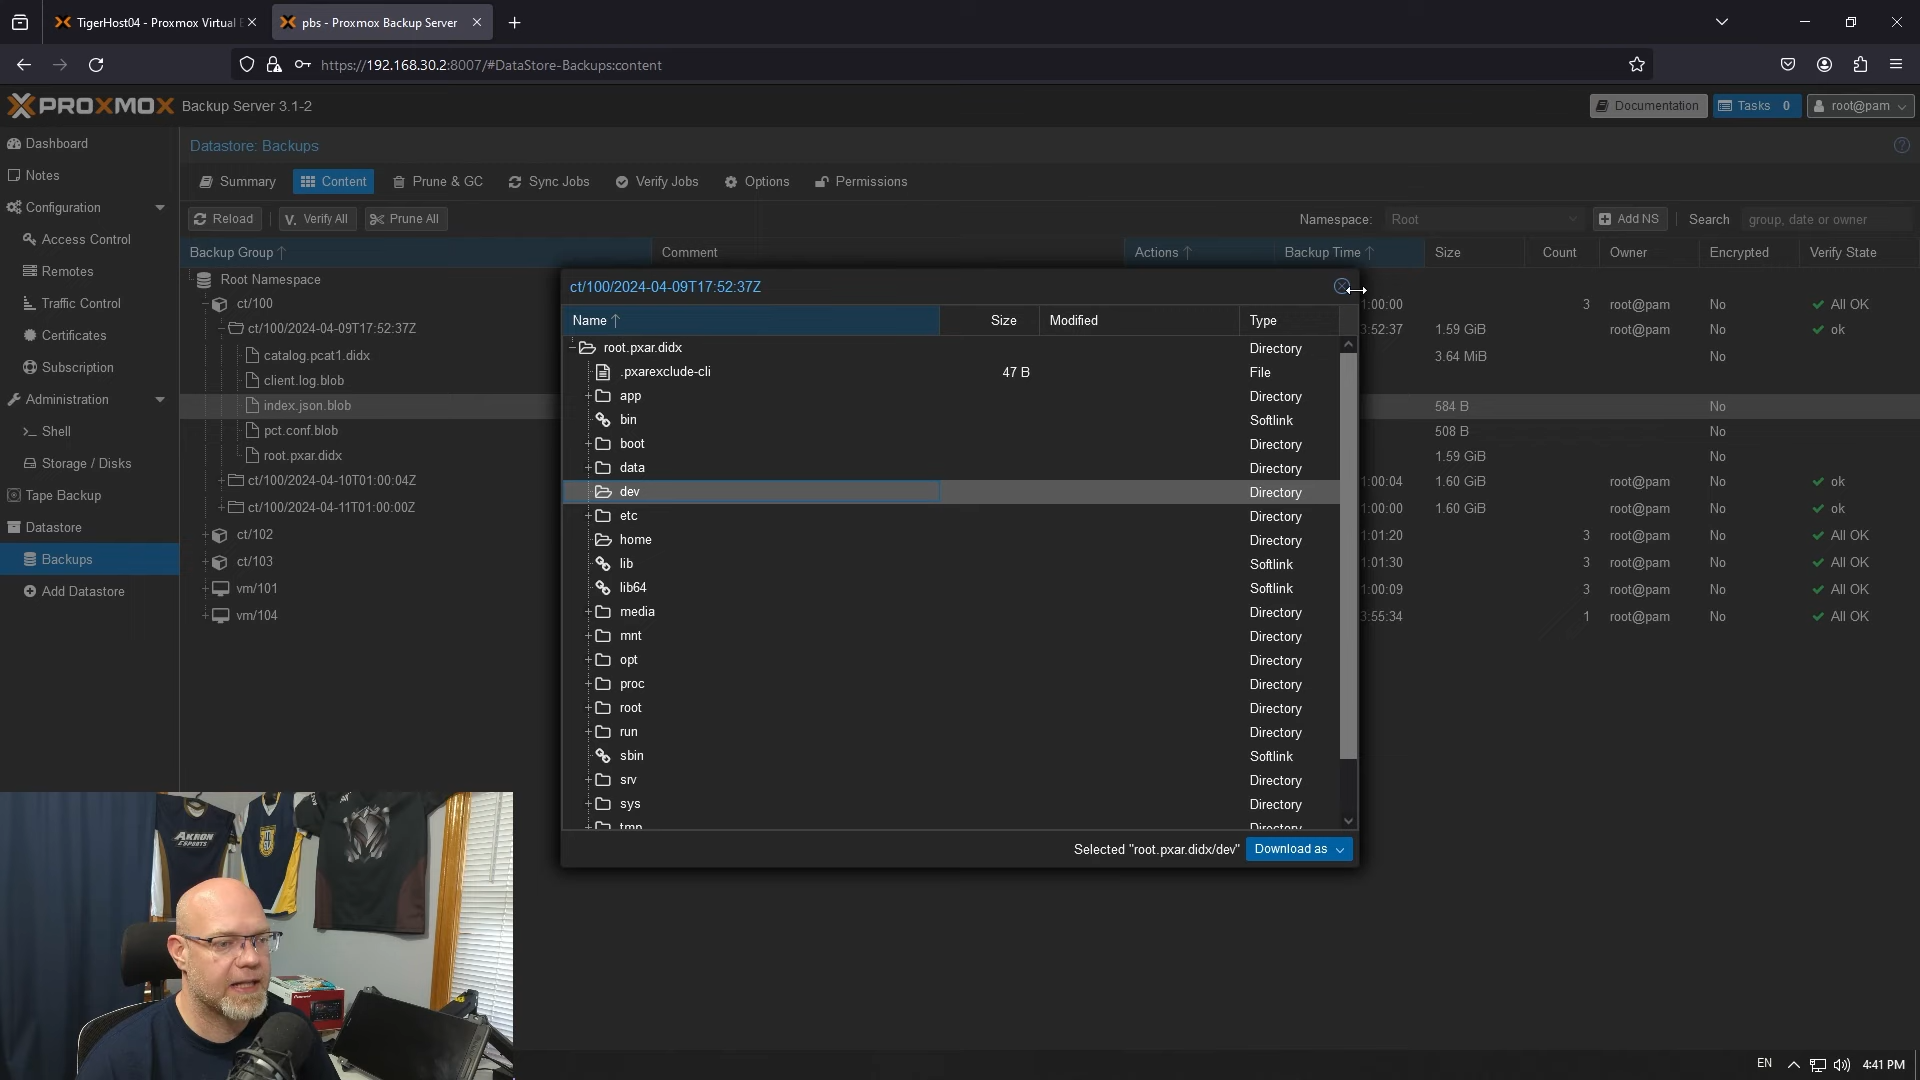 TigerHost04 - Proxmox Virtual E
pbs - Proxmox Backup Server
https://192.168.30.2:8007/#DataStore-Backups:content
PROXMOX Backup Server 3.1-2
Documentation
Tasks 0
root@pam
Dashboard
Notes
Configuration
Access Control
Remotes
Traffic Control
Certificates
Subscription
Administration
Shell
Storage / Disks
Tape Backup
Datastore
Backups
Add Datastore
Datastore: Backups
Summary Content Prune & GC Sync Jobs Verify Jobs Options Permissions
Reload V. Verify All Prune All
Namespace: Root Add NS Search group, date or owner
Backup Group Comment Actions Backup Time Size Count Owner Encrypted Verify State
Root Namespace
ct/100 1:00:00 3 root@pam No All OK
ct/100/2024-04-09T17:52:37Z 3:52:37 1.59 GiB root@pam No ok
catalog.pcat1.didx 3.64 MiB No
client.log.blob
index.json.blob 584 B No
pct.conf.blob 508 B No
root.pxar.didx 1.59 GiB No
ct/100/2024-04-10T01:00:04Z 1:00:04 1.60 GiB root@pam No ok
ct/100/2024-04-11T01:00:00Z 1:00:00 1.60 GiB root@pam No ok
ct/102 1:01:20 3 root@pam No All OK
ct/103 1:01:30 3 root@pam No All OK
vm/101 1:00:09 3 root@pam No All OK
vm/104 3:55:34 1 root@pam No All OK
ct/100/2024-04-09T17:52:37Z
Name Size Modified Type
root.pxar.didx Directory
.pxarexclude-cli 47 B File
app Directory
bin Softlink
boot Directory
data Directory
dev Directory
etc Directory
home Directory
lib Softlink
lib64 Softlink
media Directory
mnt Directory
opt Directory
proc Directory
root Directory
run Directory
sbin Softlink
srv Directory
sys Directory
tmp Directory
Selected "root.pxar.didx/dev" Download as
AKRON
ESPORTS
EN 4:41 PM